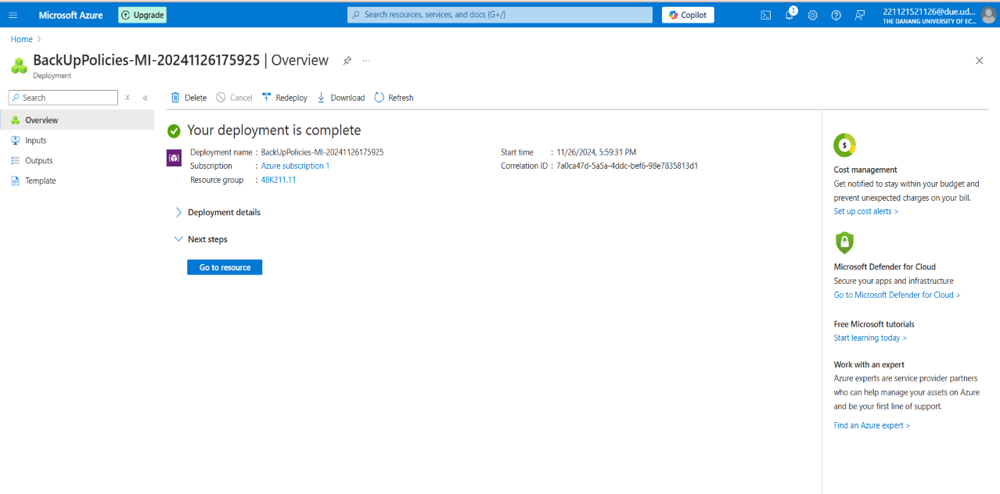 Microsoft Azure
Upgrade
Search resources, services, and docs (G+/)
Copilot
3
221121521126@due.ud...
THE DANANG UNIVERSITY OF EC...
Home
BackUpPolicies-MI-20241126175925 | Overview
Deployment
Search
Delete
Cancel
Redeploy
Download
Refresh
Overview
Inputs
Outputs
Template
Your deployment is complete
Deployment name : BackUpPolicies-MI-20241126175925
Subscription : Azure subscription 1
Resource group : 48K211.11
Start time : 11/26/2024, 5:59:31 PM
Correlation ID : 7a0ca47d-5a5a-4ddc-bef6-98e7835813d1
Deployment details
Next steps
Go to resource
$
Cost management
Get notified to stay within your budget and
prevent unexpected charges on your bill.
Set up cost alerts >
Microsoft Defender for Cloud
Secure your apps and infrastructure
Go to Microsoft Defender for Cloud >
Free Microsoft tutorials
Start learning today >
Work with an expert
Azure experts are service provider partners
who can help manage your assets on Azure
and be your first line of support.
Find an Azure expert >